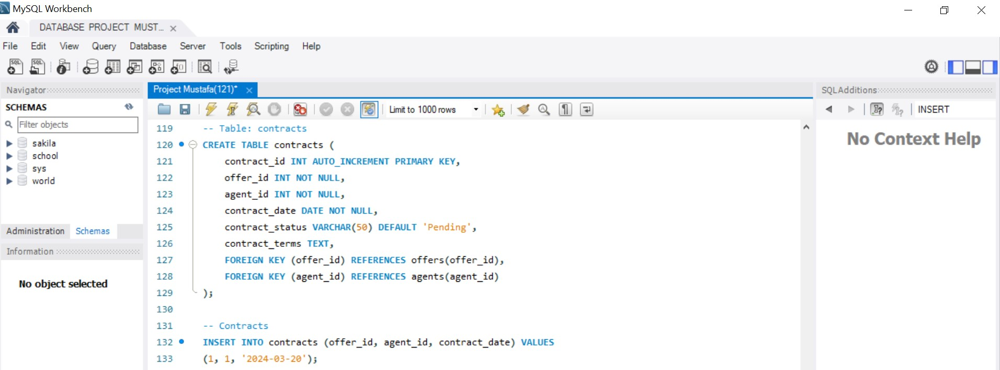 MySQL Workbench
DATABASE PROJECT MUST...
File Edit View Query Database Server Tools Scripting Help
Navigator
SCHEMAS
Filter objects
sakila
school
sys
world
Administration Schemas
Information
No object selected
Project Mustafa(121)*
Limit to 1000 rows
119 -- Table: contracts
120 CREATE TABLE contracts (
121 contract_id INT AUTO_INCREMENT PRIMARY KEY,
122 offer_id INT NOT NULL,
123 agent_id INT NOT NULL,
124 contract_date DATE NOT NULL,
125 contract_status VARCHAR(50) DEFAULT 'Pending',
126 contract_terms TEXT,
127 FOREIGN KEY (offer_id) REFERENCES offers(offer_id),
128 FOREIGN KEY (agent_id) REFERENCES agents(agent_id)
129 );
130
131 -- Contracts
132 INSERT INTO contracts (offer_id, agent_id, contract_date) VALUES
133 (1, 1, '2024-03-20');
SQLAdditions
INSERT
No Context Help